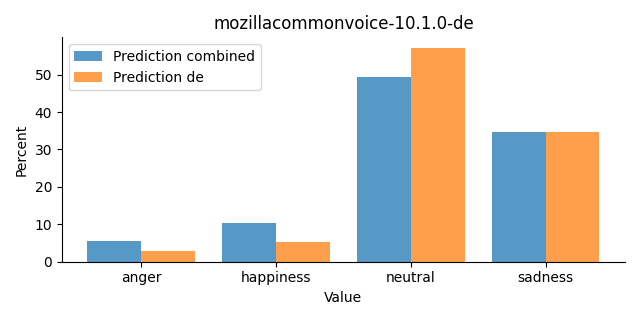 mozillacommonvoice-10.1.0-de
Prediction combined
Prediction de
Percent
50
40
30
20
10
0
anger happiness neutral sadness
Value